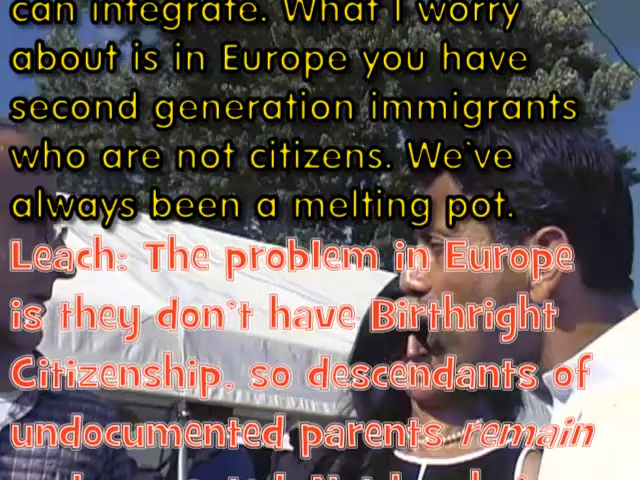 can integrate. What I worry
about is in Europe you have
second generation immigrants
who are not citizens. We've
always been a melting pot.
Leach: The problem in Europe
is they don't have Birthright
Citizenship, so descendants of
undocumented parents remain